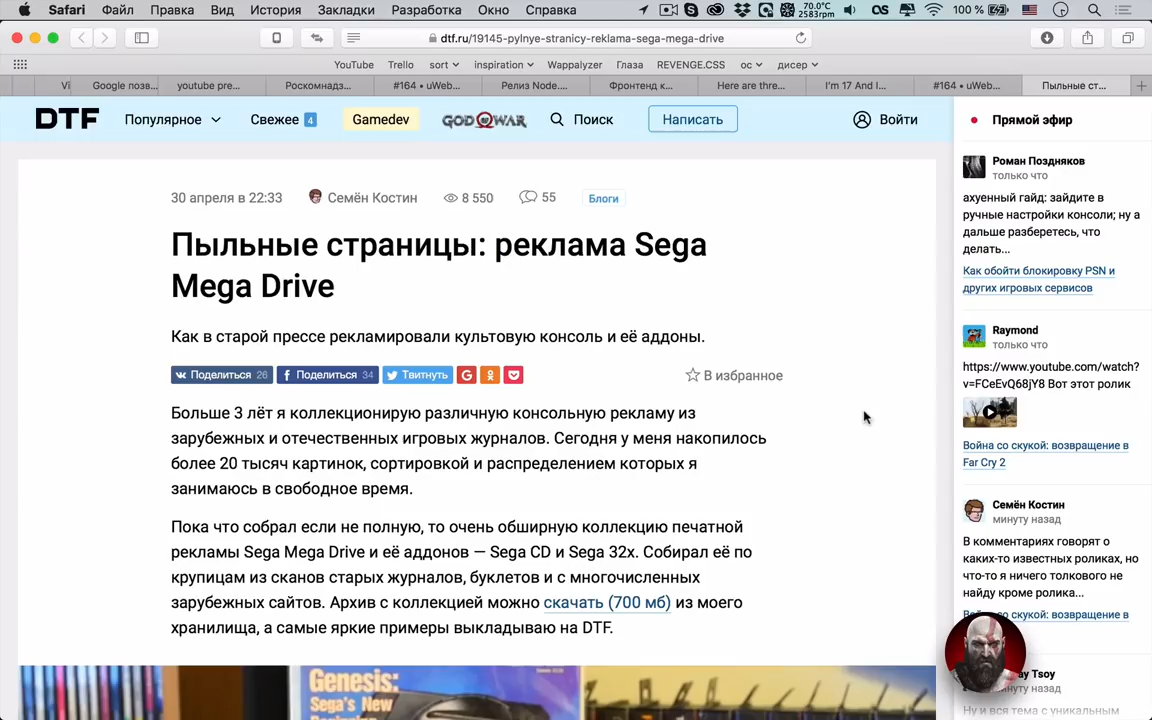 Safari Файл Правка Вид История Закладки Разработка Окно Справка 70.0°C 2583rpm 100 %
dtf.ru/19145-pylnye-stranicy-reklama-sega-mega-drive
YouTube Trello sort inspiration Wappalyzer Глаза REVENGE.CSS ос дисер
Vi Google позв... youtube pre... Роскомнадз... #164 • uWeb... Релиз Node.... Фронтенд к... Here are thre... I'm 17 And I... #164 • uWeb... Пыльные ст...
DTF Популярное Свежее 4 Gamedev GOD OF WAR Поиск Написать Войти
30 апреля в 22:33 Семён Костин 8 550 55 Блоги
Пыльные страницы: реклама Sega
Mega Drive
Как в старой прессе рекламировали культовую консоль и её аддоны.
Поделиться 26 Поделиться 34 Твитнуть В избранное
Больше 3 лёт я коллекционирую различную консольную рекламу из
зарубежных и отечественных игровых журналов. Сегодня у меня накопилось
более 20 тысяч картинок, сортировкой и распределением которых я
занимаюсь в свободное время.
Пока что собрал если не полную, то очень обширную коллекцию печатной
рекламы Sega Mega Drive и её аддонов — Sega CD и Sega 32x. Собирал её по
крупицам из сканов старых журналов, буклетов и с многочисленных
зарубежных сайтов. Архив с коллекцией можно скачать (700 мб) из моего
хранилища, а самые яркие примеры выкладываю на DTF.
Genesis:
Sega's New
Прямой эфир
Роман Поздняков
только что
ахуенный гайд: зайдите в
ручные настройки консоли; ну а
дальше разберетесь, что
делать...
Как обойти блокировку PSN и
других игровых сервисов
Raymond
только что
https://www.youtube.com/watch?
v=FCeEvQ68jY8 Вот этот ролик
Война со скукой: возвращение в
Far Cry 2
Семён Костин
минуту назад
В комментариях говорят о
каких-то известных роликах, но
что-то я ничего толкового не
найду кроме ролика...
со скукой: возвращение в
Tsoy
минуту назад
Ну и вся тема с уникальным